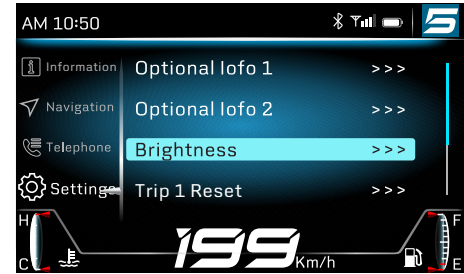 AM 10:50
5
Information
Optional Iofo 1 >>>
Navigation
Optional Iofo 2 >>>
Telephone
Brightness >>>
Settings
Trip 1 Reset >>>
H
F
199 Km/h
C
E